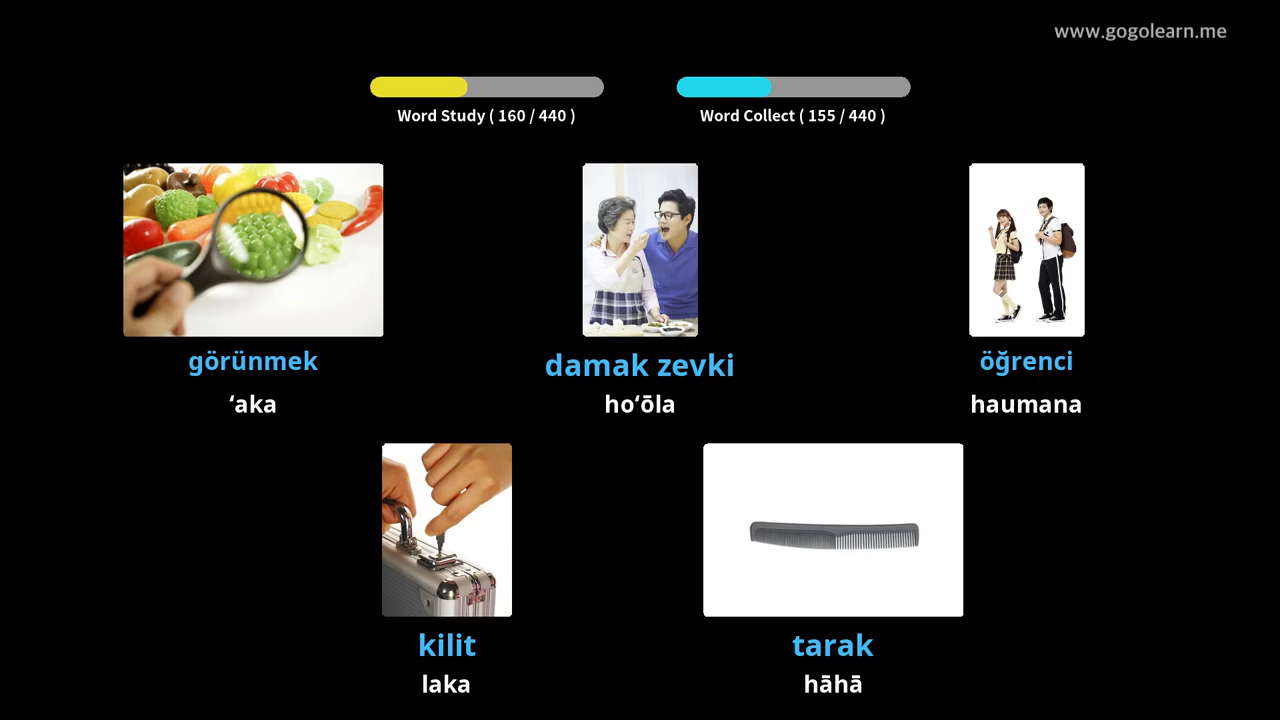 www.gogolearn.me
Word Study ( 160 / 440 )
Word Collect ( 155 / 440 )
görünmek
damak zevki
öğrenci
ʻaka
hoʻōla
haumana
kilit
tarak
laka
hāhā